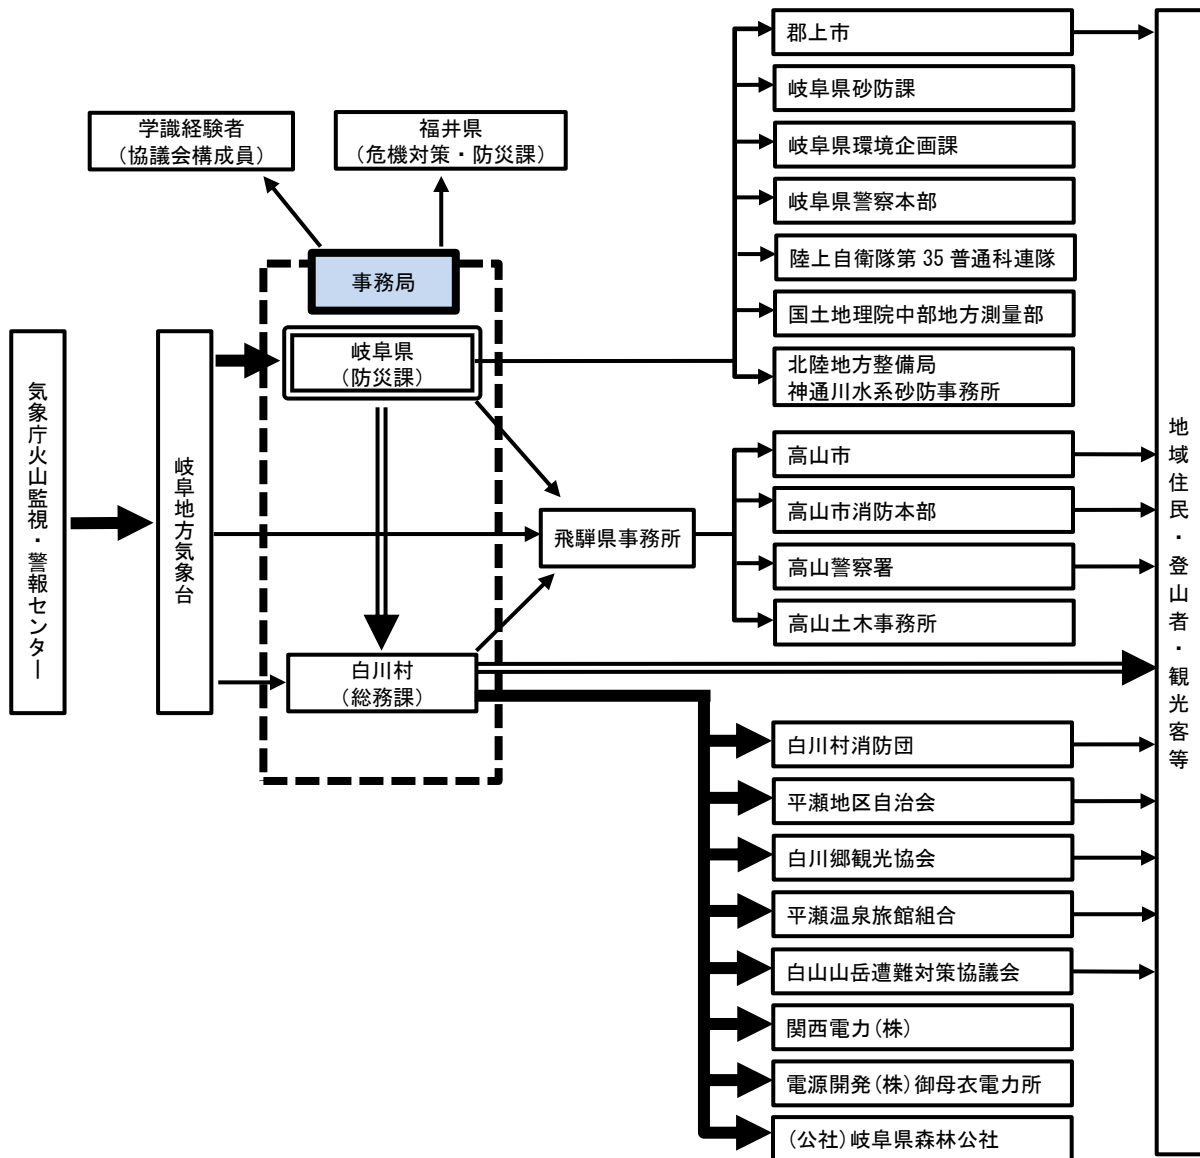 郡上市
岐阜県砂防課
学識経験者
（協議会構成員）
福井県
（危機対策・防災課）
岐阜県環境企画課
岐阜県警察本部
陸上自衛隊第 35 普通科連隊
事務局
国土地理院中部地方測量部
岐阜県
（防災課）
北陸地方整備局
神通川水系砂防事務所
気象庁火山監視・警報センター
岐阜地方気象台
飛騨県事務所
高山市
高山市消防本部
高山警察署
高山土木事務所
地域住民・登山者・観光客等
白川村
（総務課）
白川村消防団
平瀬地区自治会
白川郷観光協会
平瀬温泉旅館組合
白山山岳遭難対策協議会
関西電力(株)
電源開発(株)御母衣電力所
(公社)岐阜県森林公社